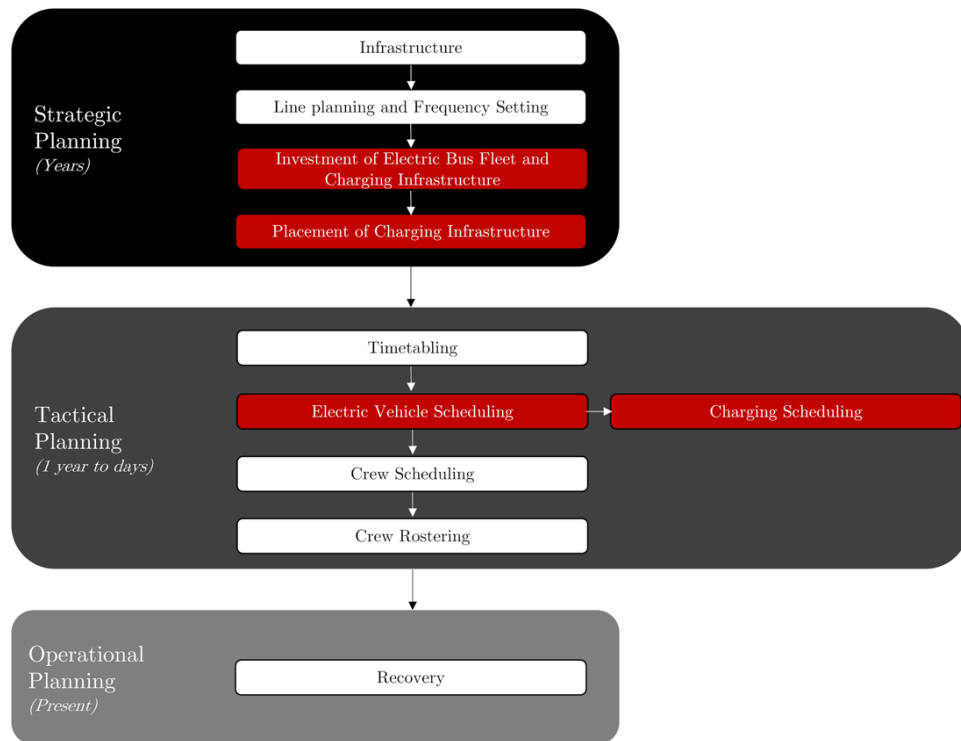 Infrastructure
Line planning and Frequency Setting
Strategic
Planning
(Years)
Investment of Electric Bus Fleet and
Charging Infrastructure
Placement of Charging Infrastructure
Timetabling
Tactical
Planning
(1 year to days)
Electric Vehicle Scheduling
Charging Scheduling
Crew Scheduling
Crew Rostering
Operational
Planning
(Present)
Recovery